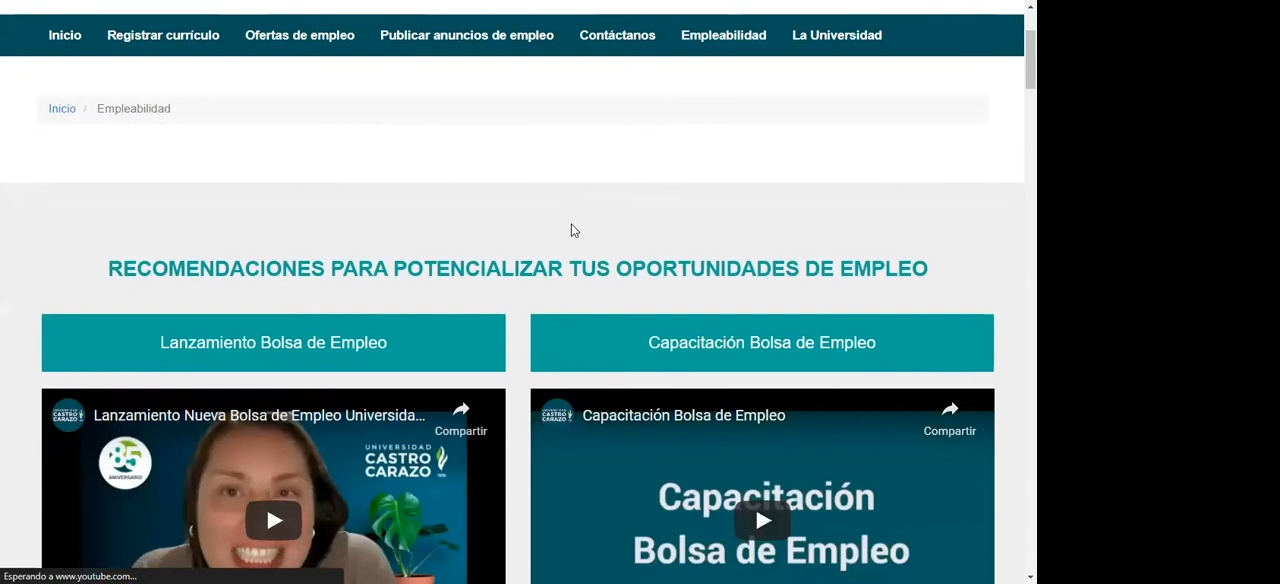 Inicio Registrar currículo Ofertas de empleo Publicar anuncios de empleo Contáctanos Empleabilidad La Universidad
Inicio / Empleabilidad
RECOMENDACIONES PARA POTENCIALIZAR TUS OPORTUNIDADES DE EMPLEO
Lanzamiento Bolsa de Empleo
Capacitación Bolsa de Empleo
Lanzamiento Nueva Bolsa de Empleo Universida...
Compartir
85
ANIVERSARIO
UNIVERSIDAD
CASTRO
CARAZO
Capacitación Bolsa de Empleo
Compartir
Capacitación
Bolsa de Empleo
Esperando a www.youtube.com...